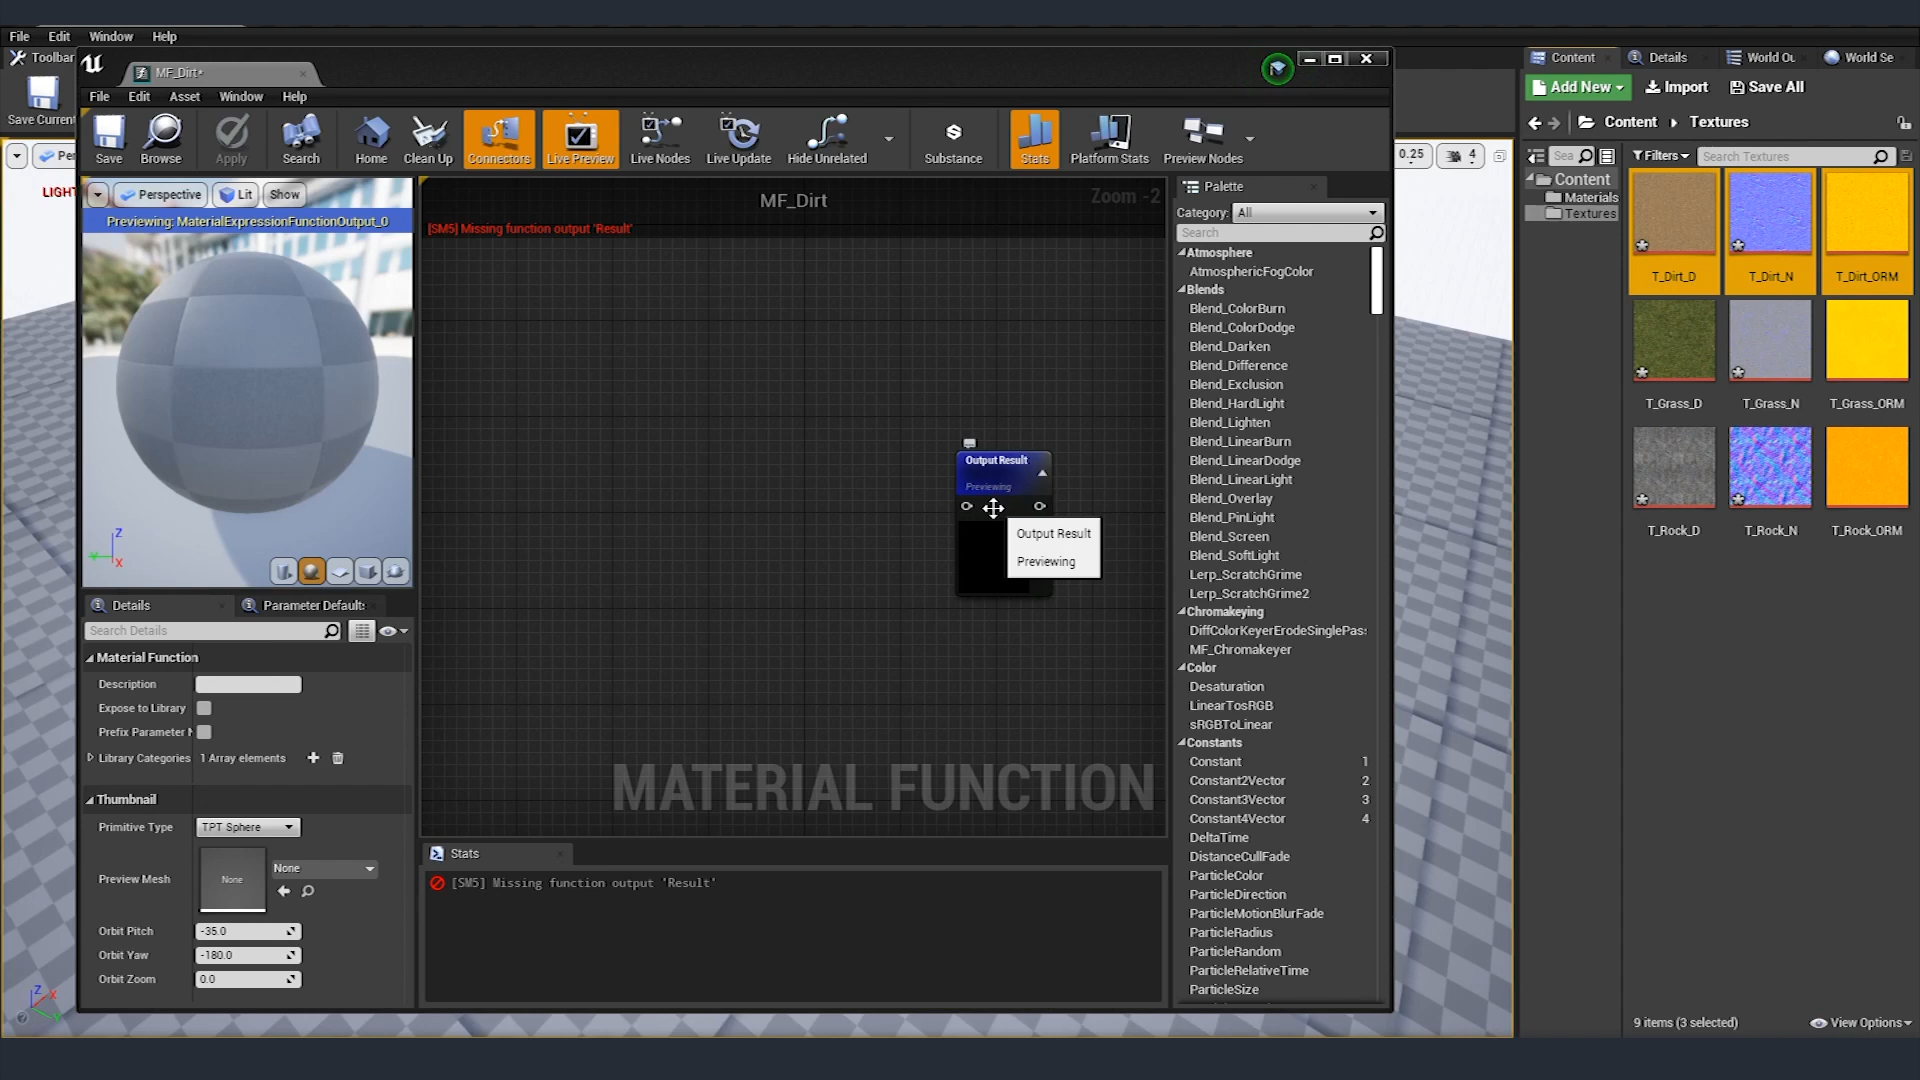 File Edit Window Help
Toolbar
Save Current
MF_Dirt*
File Edit Asset Window Help
Save
Browse
Apply
Search
Home
Clean Up
Connectors
Live Preview
Live Nodes
Live Update
Hide Unrelated
Substance
Stats
Platform Stats
Preview Nodes
Perspective
Lit
Show
Previewing: MaterialExpressionFunctionOutput_0
MF_Dirt
Zoom -2
[SM5] Missing function output 'Result'
Output Result
Previewing
Output Result
Previewing
MATERIAL FUNCTION
Z
Y
X
Details
Parameter Default
Search Details
Material Function
Description
Expose to Library
Prefix Parameter N
Library Categories 1 Array elements
Thumbnail
Primitive Type TPT Sphere
Preview Mesh None None
Orbit Pitch -35.0
Orbit Yaw -180.0
Orbit Zoom 0.0
Stats
[SM5] Missing function output 'Result'
Palette
Category: All
Search
Atmosphere
AtmosphericFogColor
Blends
Blend_ColorBurn
Blend_ColorDodge
Blend_Darken
Blend_Difference
Blend_Exclusion
Blend_HardLight
Blend_Lighten
Blend_LinearBurn
Blend_LinearDodge
Blend_LinearLight
Blend_Overlay
Blend_PinLight
Blend_Screen
Blend_SoftLight
Lerp_ScratchGrime
Lerp_ScratchGrime2
Chromakeying
DiffColorKeyerErodeSinglePas
MF_Chromakeyer
Color
Desaturation
LinearTosRGB
sRGBToLinear
Constants
Constant 1
Constant2Vector 2
Constant3Vector 3
Constant4Vector 4
DeltaTime
DistanceCullFade
ParticleColor
ParticleDirection
ParticleMotionBlurFade
ParticleRadius
ParticleRandom
ParticleRelativeTime
ParticleSize
Per
LIGHT
0.25
4
Content Details World Ou World Se
Add New Import Save All
Content Textures
Sea Filters Search Textures
Content
Materials
Textures
T_Dirt_D T_Dirt_N T_Dirt_ORM
T_Grass_D T_Grass_N T_Grass_ORM
T_Rock_D T_Rock_N T_Rock_ORM
9 items (3 selected) View Options
Z
X